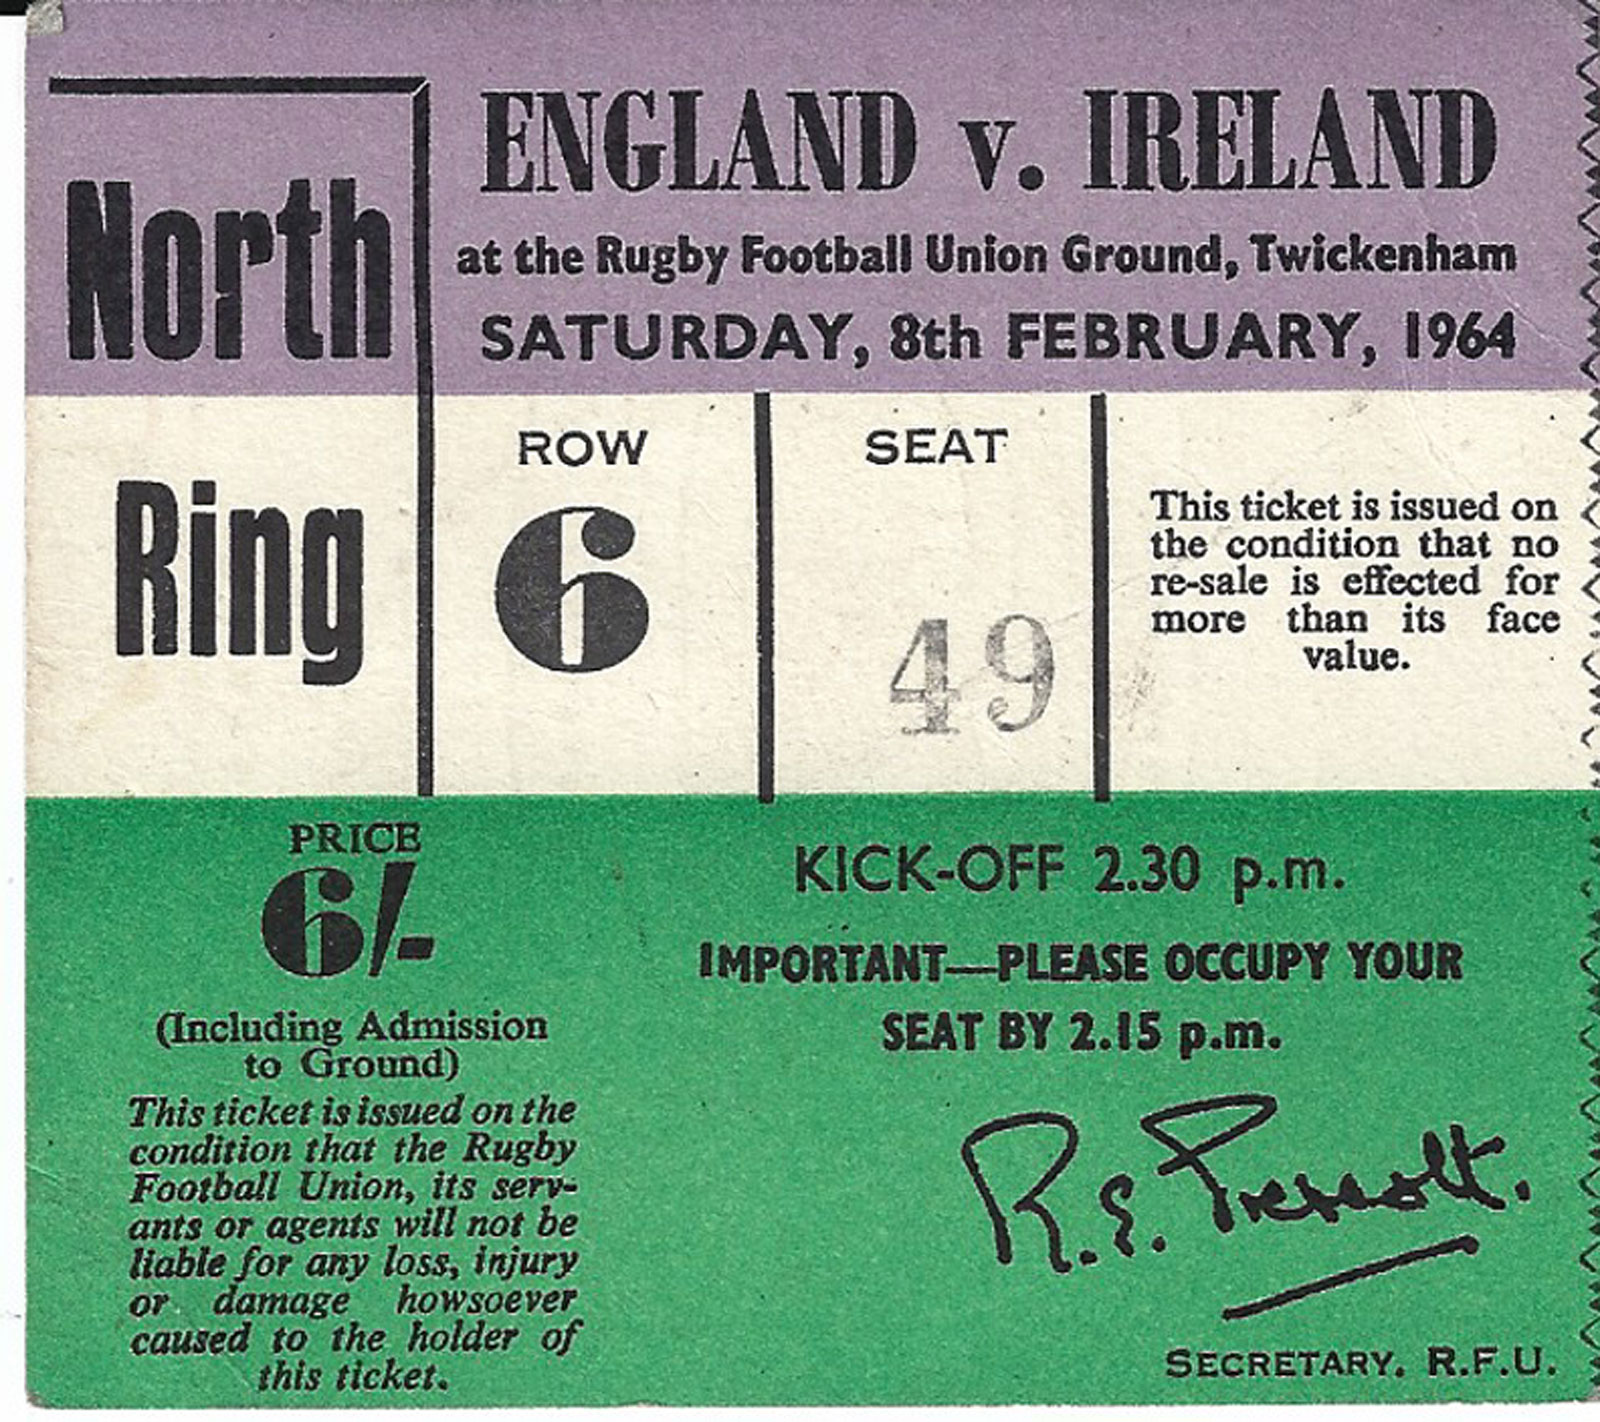 North
Ring
ENGLAND v. IRELAND
at the Rugby Football Union Ground, Twickenham
SATURDAY, 8th FEBRUARY, 1964
ROW
6
SEAT
49
This ticket is issued on
the condition that no
re-sale is effected for
more than its face
value.
PRICE
6/-
(Including Admission
to Ground)
This ticket is issued on the
condition that the Rugby
Football Union, its serv-
ants or agents will not be
liable for any loss, injury
or damage howsoever
caused to the holder of
this ticket.
KICK-OFF 2.30 p.m.
IMPORTANT—PLEASE OCCUPY YOUR
SEAT BY 2.15 p.m.
R.E. Prescott.
SECRETARY. R.F.U.